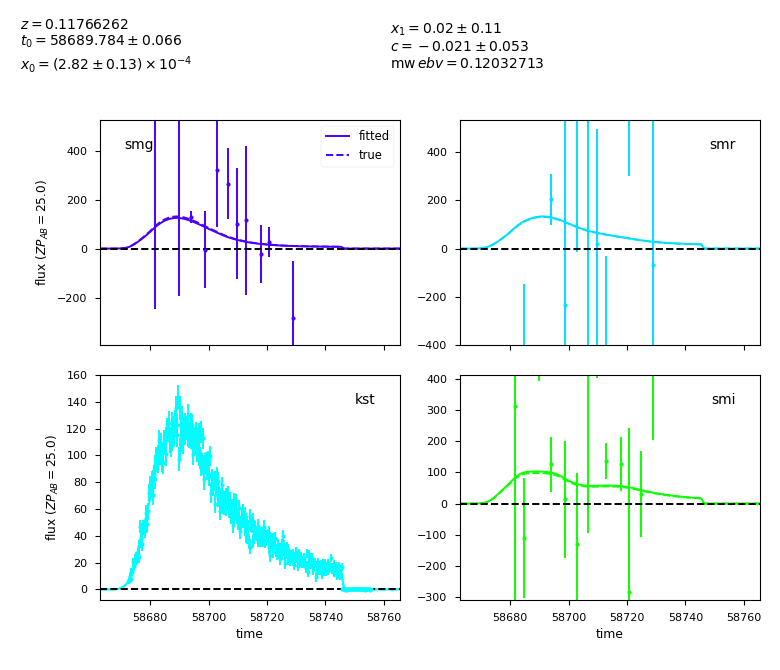 z = 0.11766262
t₀ = 58689.784 ± 0.066
x₀ = (2.82 ± 0.13) × 10⁻⁴
x₁ = 0.02 ± 0.11
c = −0.021 ± 0.053
mw ebv = 0.12032713
smg
fitted
true
400
200
0
−200
flux (ZP_AB = 25.0)
smr
400
200
0
−200
−400
kst
160
140
120
100
80
60
40
20
0
flux (ZP_AB = 25.0)
58680 58700 58720 58740 58760
time
smi
400
300
200
100
0
−100
−200
−300
58680 58700 58720 58740 58760
time